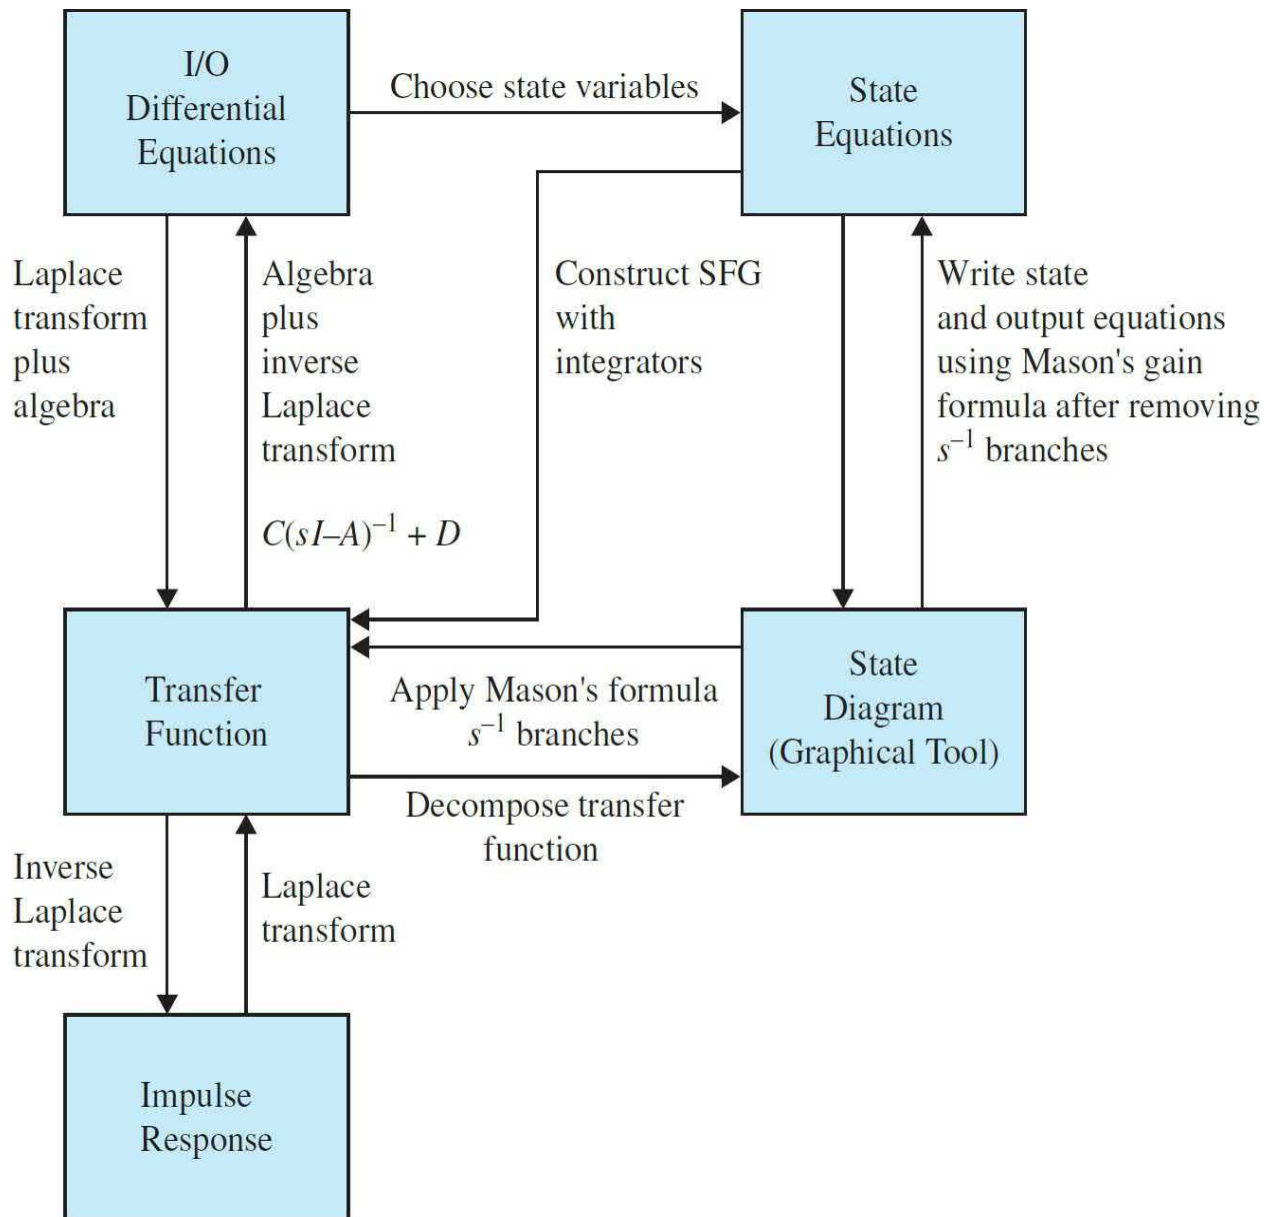 I/O
Differential
Equations
Choose state variables
State
Equations
Laplace
transform
plus
algebra
Algebra
plus
inverse
Laplace
transform
Construct SFG
with
integrators
Write state
and output equations
using Mason's gain
formula after removing
s⁻¹ branches
C(sI–A)⁻¹ + D
Transfer
Function
Apply Mason's formula
s⁻¹ branches
State
Diagram
(Graphical Tool)
Decompose transfer
function
Inverse
Laplace
transform
Laplace
transform
Impulse
Response